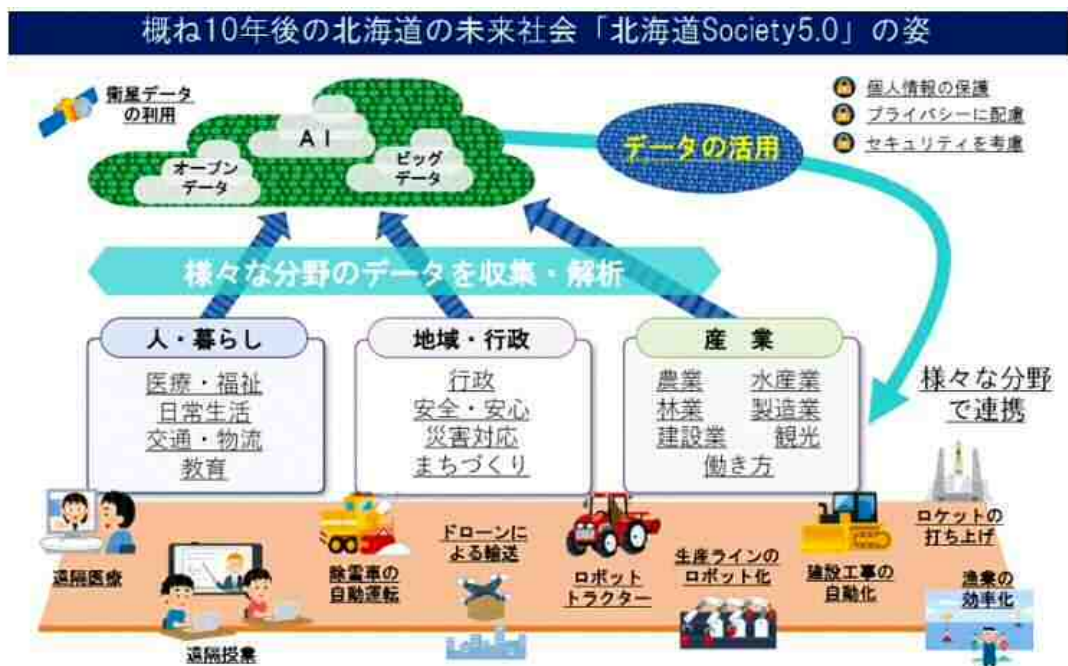 概ね10年後の北海道の未来社会「北海道Society5.0」の姿
衛星データ
の利用
AI
オープン
データ
ビッグ
データ
データの活用
個人情報の保護
プライバシーに配慮
セキュリティを考慮
様々な分野のデータを収集・解析
人・暮らし
医療・福祉
日常生活
交通・物流
教育
地域・行政
行政
安全・安心
災害対応
まちづくり
産 業
農業 水産業
林業 製造業
建設業 観光
働き方
様々な分野
で連携
遠隔医療
遠隔授業
除雪車の
自動運転
ドローンに
よる輸送
ロボット
トラクター
生産ラインの
ロボット化
建設工事の
自動化
ロケットの
打ち上げ
漁業の
効率化